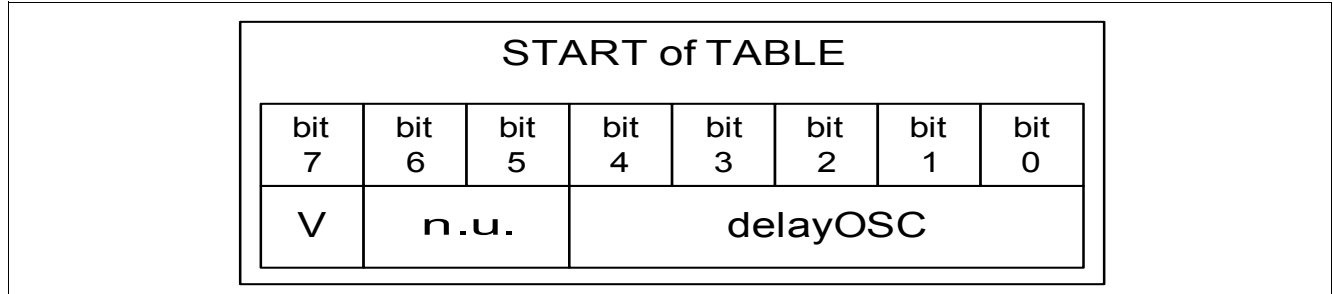 START of TABLE
bit bit bit bit bit bit bit bit
7 6 5 4 3 2 1 0
V n.u. delayOSC